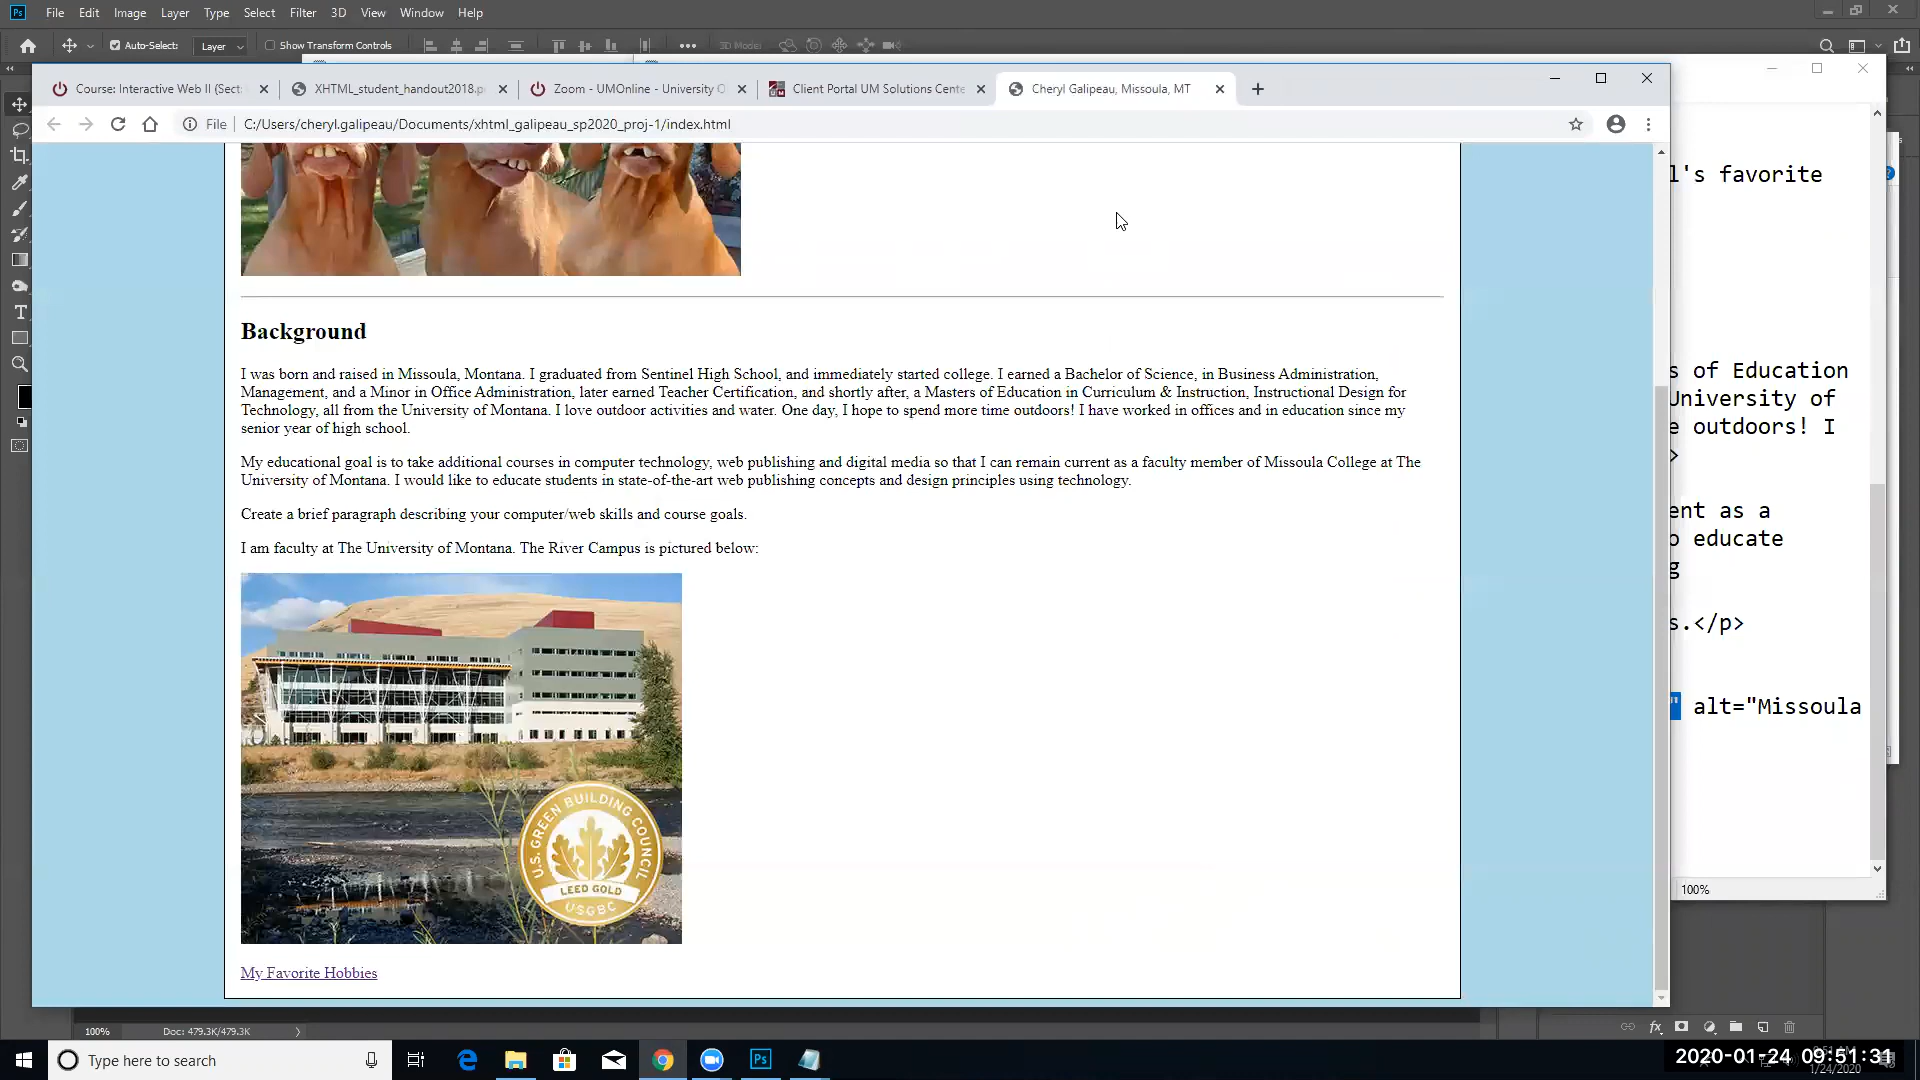 Ps File Edit Image Layer Type Select Filter 3D View Window Help
Auto-Select: Layer Show Transform Controls 3D Mode:
Course: Interactive Web II (Sect
XHTML_student_handout2018.p
Zoom - UMOnline - University O
Client Portal UM Solutions Cente
Cheryl Galipeau, Missoula, MT
File C:/Users/cheryl.galipeau/Documents/xhtml_galipeau_sp2020_proj-1/index.html
l's favorite
Background
I was born and raised in Missoula, Montana. I graduated from Sentinel High School, and immediately started college. I earned a Bachelor of Science, in Business Administration,
Management, and a Minor in Office Administration, later earned Teacher Certification, and shortly after, a Masters of Education in Curriculum & Instruction, Instructional Design for
Technology, all from the University of Montana. I love outdoor activities and water. One day, I hope to spend more time outdoors! I have worked in offices and in education since my
senior year of high school.
My educational goal is to take additional courses in computer technology, web publishing and digital media so that I can remain current as a faculty member of Missoula College at The
University of Montana. I would like to educate students in state-of-the-art web publishing concepts and design principles using technology.
Create a brief paragraph describing your computer/web skills and course goals.
I am faculty at The University of Montana. The River Campus is pictured below:
U.S. GREEN BUILDING COUNCIL
LEED GOLD
USGBC
My Favorite Hobbies
s of Education
University of
e outdoors! I
>
ent as a
o educate
g
s.</p>
" alt="Missoula
100%
100% Doc: 479.3K/479.3K
Type here to search
2020-01-24 09:51:31
1/24/2020